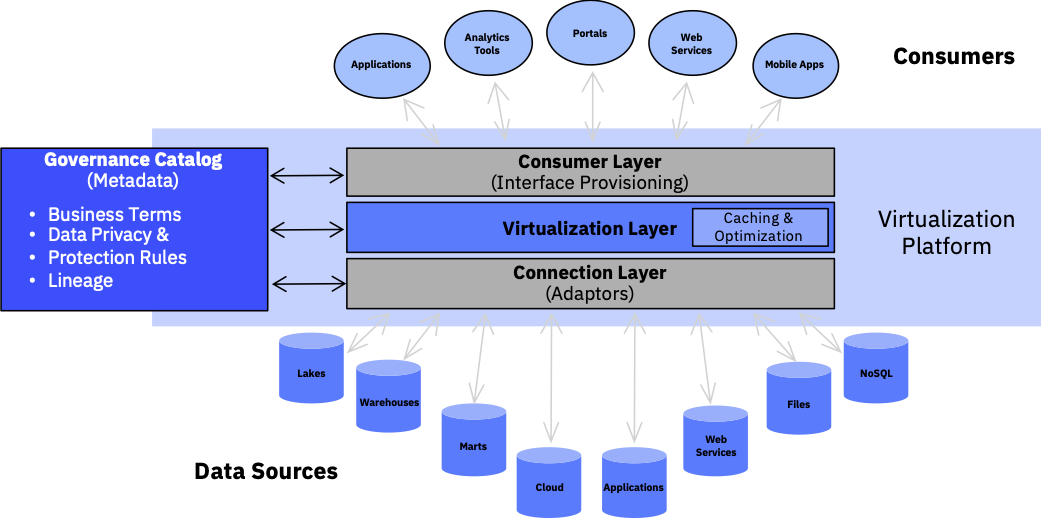 Portals
Analytics
Tools
Web
Services
Applications
Mobile Apps
Consumers
Governance Catalog
(Metadata)
• Business Terms
• Data Privacy &
• Protection Rules
• Lineage
Consumer Layer
(Interface Provisioning)
Virtualization Layer
Caching &
Optimization
Connection Layer
(Adaptors)
Virtualization
Platform
Lakes
Warehouses
Marts
Cloud
Applications
Web
Services
Files
NoSQL
Data Sources